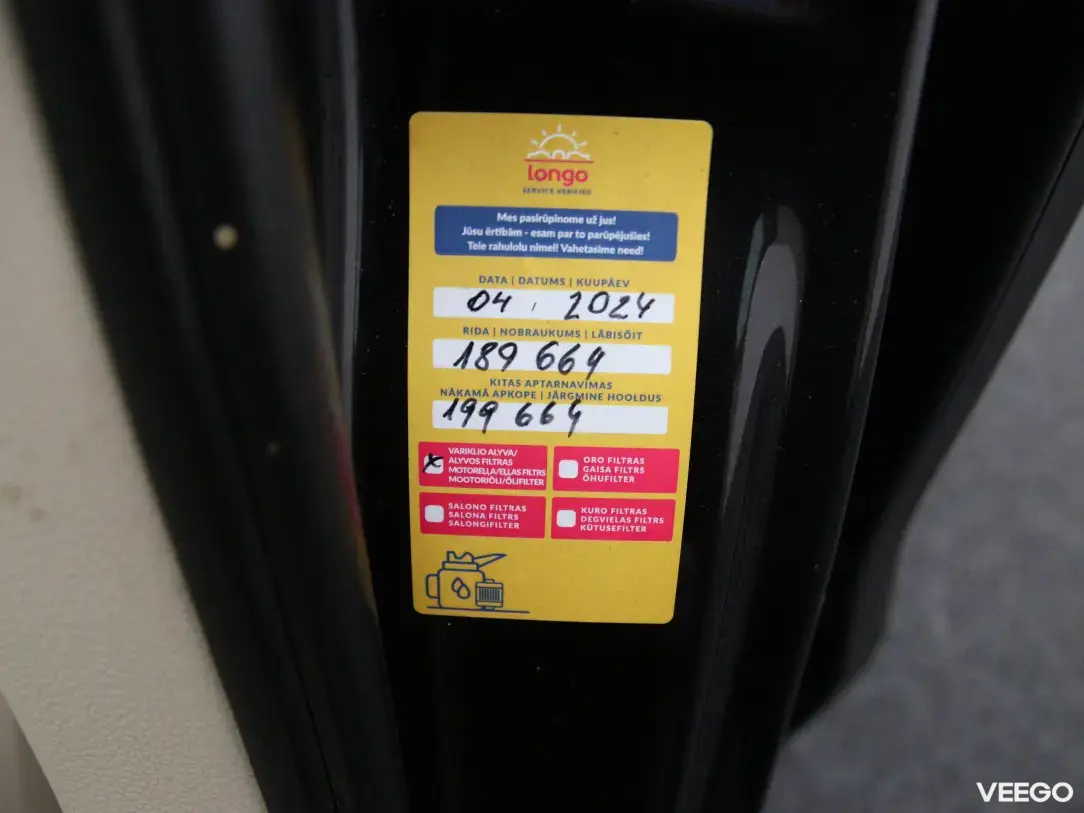 longo
SERVICE VERIFIED
Mes pasirūpinome už jus!
Jūsu ērtībām - esam par to parūpējušies!
Teie rahulolu nimel! Vahetasime need!
DATA | DATUMS | KUUPÄEV
04. 2024
RIDA | NOBRAUKUMS | LÄBISÕIT
189 664
KITAS APTARNAVIMAS
NĀKAMĀ APKOPE | JÄRGMINE HOOLDUS
199 664
VARIKLIO ALYVA/
ALYVOS FILTRAS
MOTOREĻĻA/EĻĻAS FILTRS
MOOTORIÕLI/ÕLIFILTER
ORO FILTRAS
GAISA FILTRS
ÕHUFILTER
SALONO FILTRAS
SALONA FILTRS
SALONGIFILTER
KURO FILTRAS
DEGVIELAS FILTRS
KÜTUSEFILTER
VEEGO